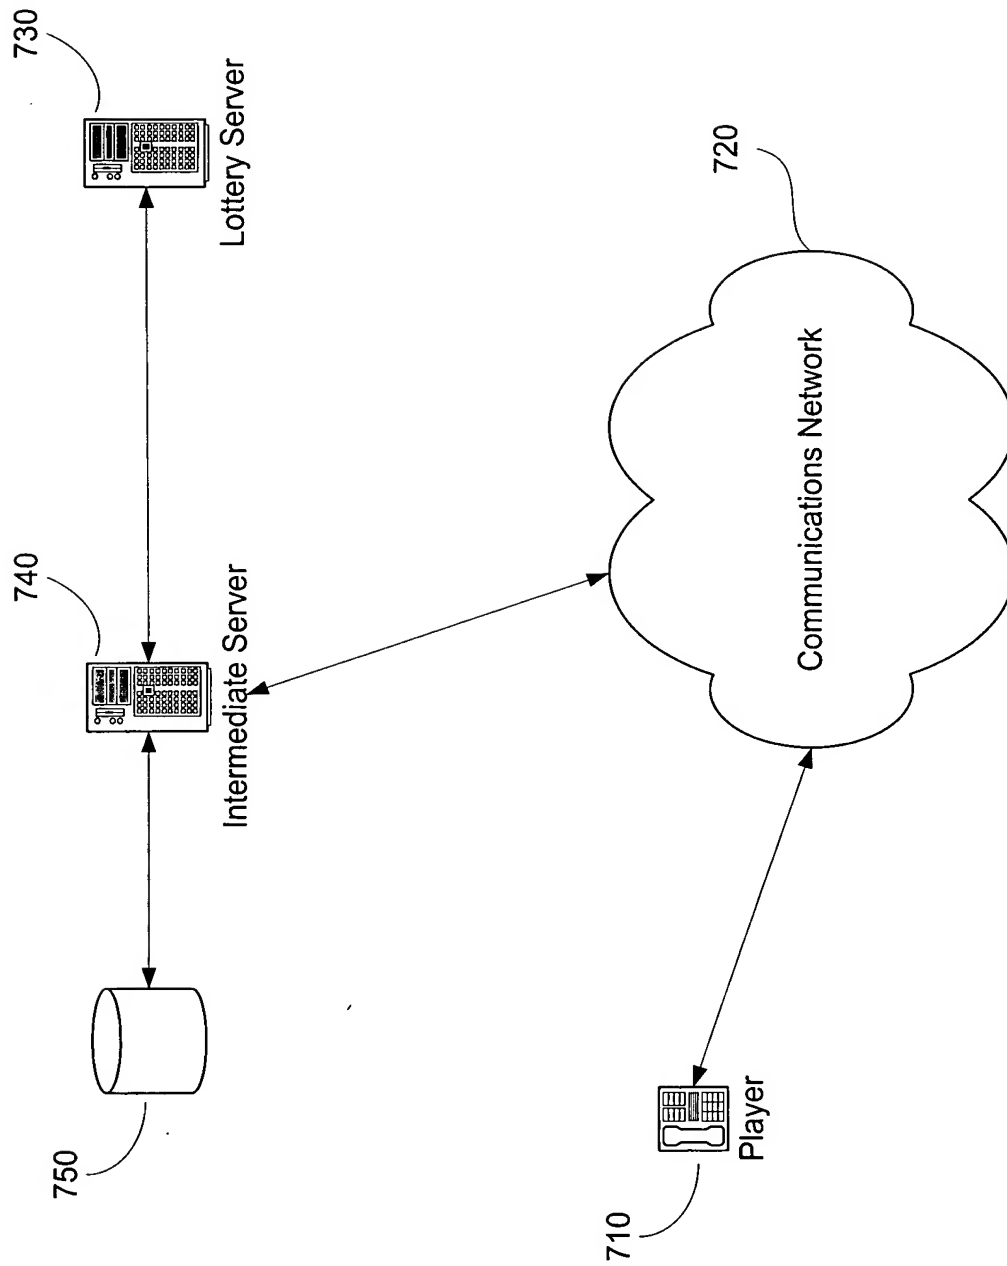 730
Lottery Server
740
Intermediate Server
720
Communications Network
750
710
Player